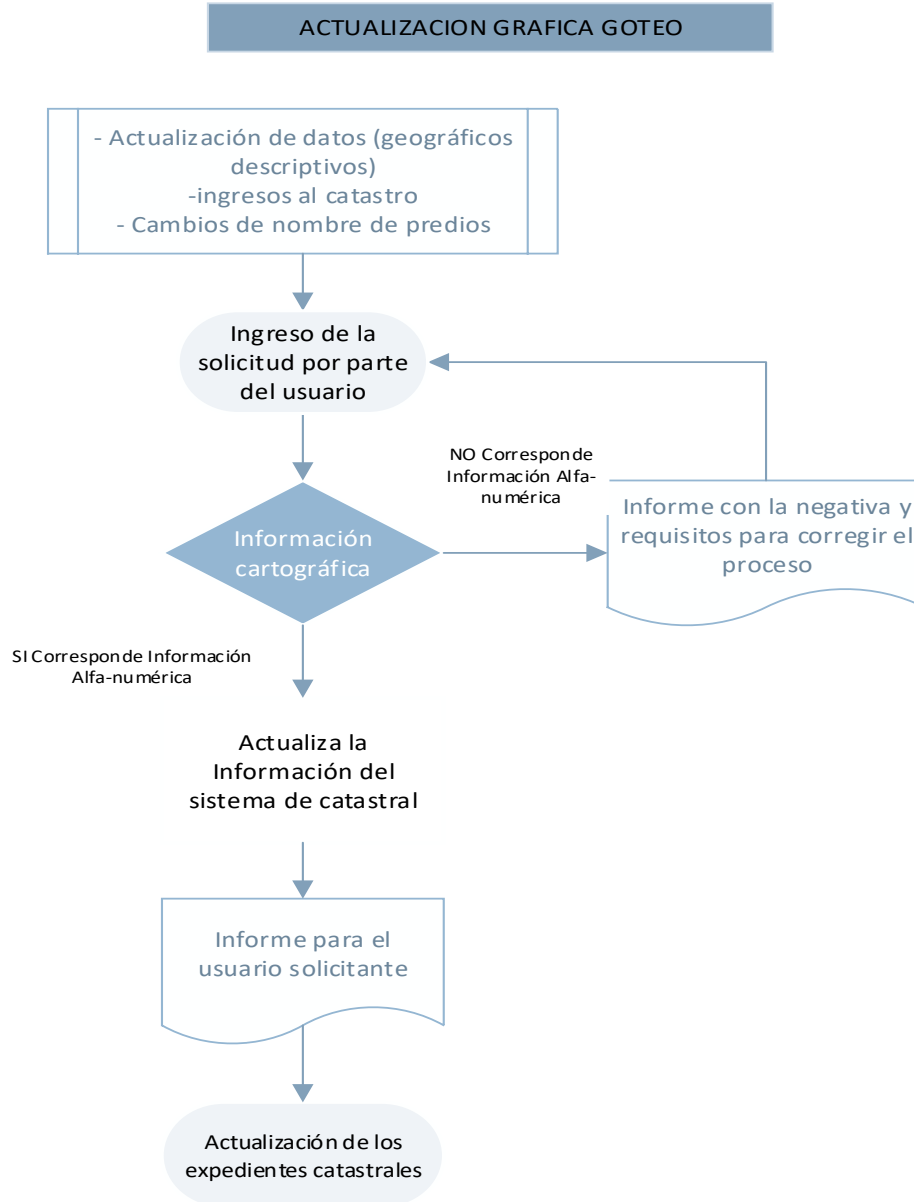 ACTUALIZACION GRAFICA GOTEO
- Actualización de datos (geográficos
descriptivos)
-ingresos al catastro
- Cambios de nombre de predios
Ingreso de la
solicitud por parte
del usuario
NO Corresponde
Información Alfa-
numérica
Informe con la negativa y
requisitos para corregir el
proceso
Información
cartográfica
SI Corresponde Información
Alfa-numérica
Actualiza la
Información del
sistema de catastral
Informe para el
usuario solicitante
Actualización de los
expedientes catastrales